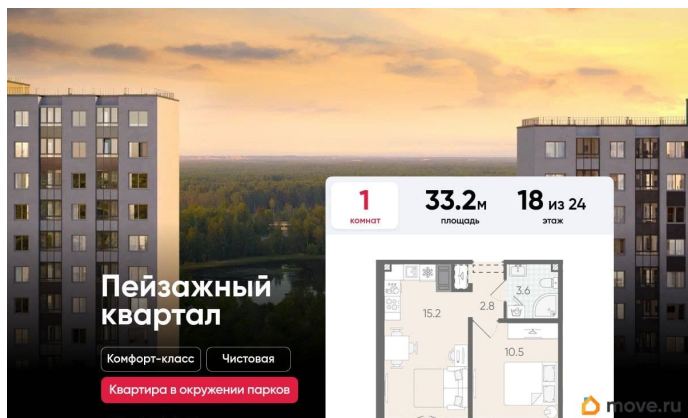 1
комнат
33.2м
площадь
18 из 24
этаж
Пейзажный
квартал
Комфорт-класс
Чистовая
Квартира в окружении парков
15.2
2.8
3.6
10.5
move.ru